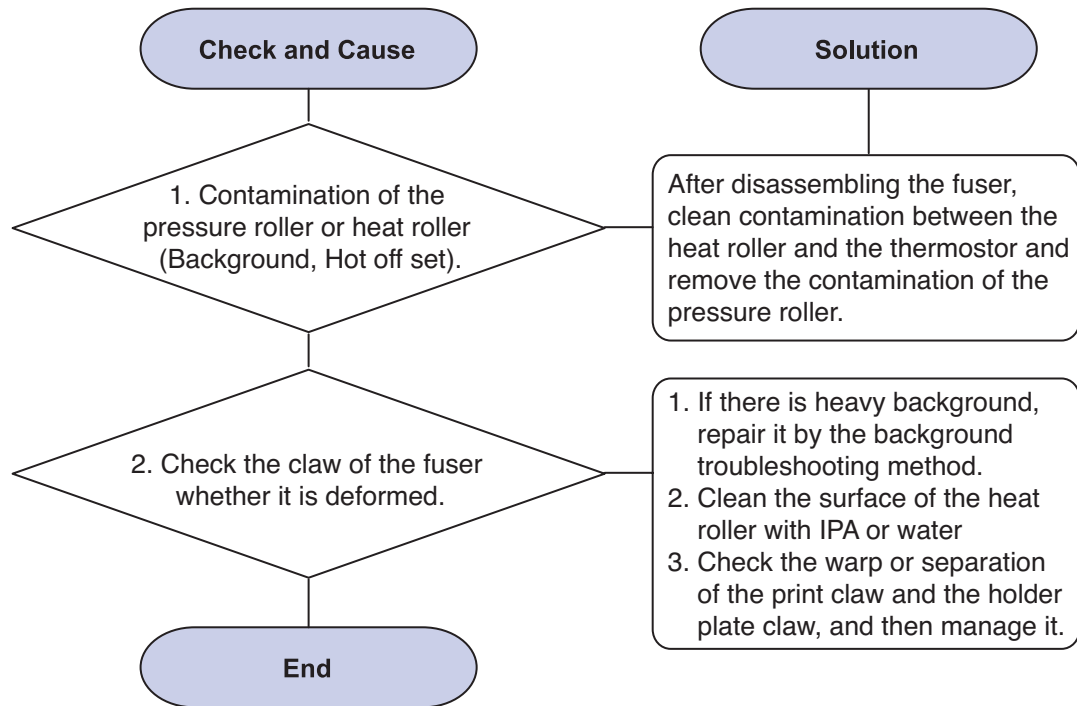 Check and Cause
Solution
1. Contamination of the
pressure roller or heat roller
(Background, Hot off set).
After disassembling the fuser,
clean contamination between the
heat roller and the thermostor and
remove the contamination of the
pressure roller.
2. Check the claw of the fuser
whether it is deformed.
1. If there is heavy background,
repair it by the background
troubleshooting method.
2. Clean the surface of the heat
roller with IPA or water
3. Check the warp or separation
of the print claw and the holder
plate claw, and then manage it.
End